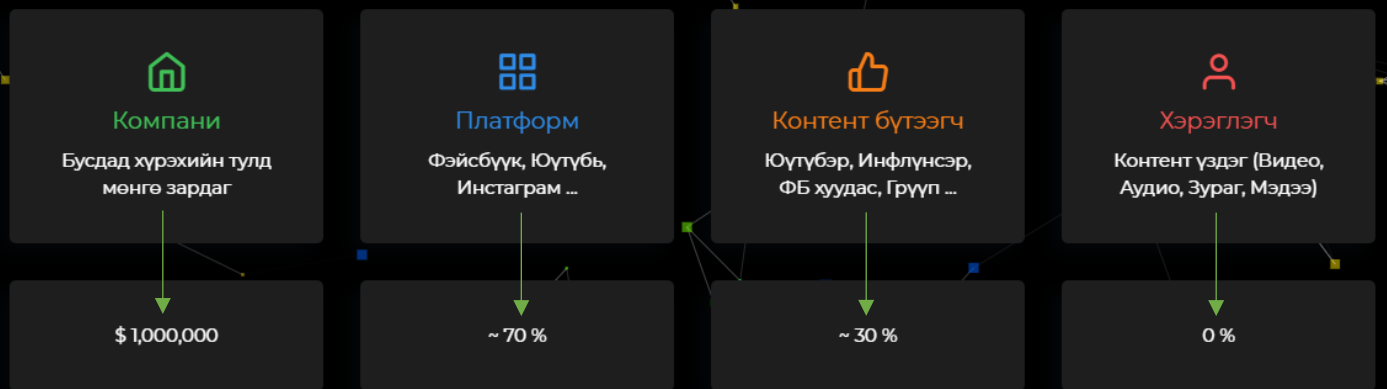 Компани
Бусдад хүрэхийн тулд
мөнгө зардаг
Платформ
Фэйсбүүк, Юүтүбь,
Инстаграм ...
Контент бүтээгч
Юүтүбэр, Инфлүнсэр,
ФБ хуудас, Грүүп ...
Хэрэглэгч
Контент үздэг (Видео,
Аудио, Зураг, Мэдээ)
$ 1,000,000
~ 70 %
~ 30 %
0 %